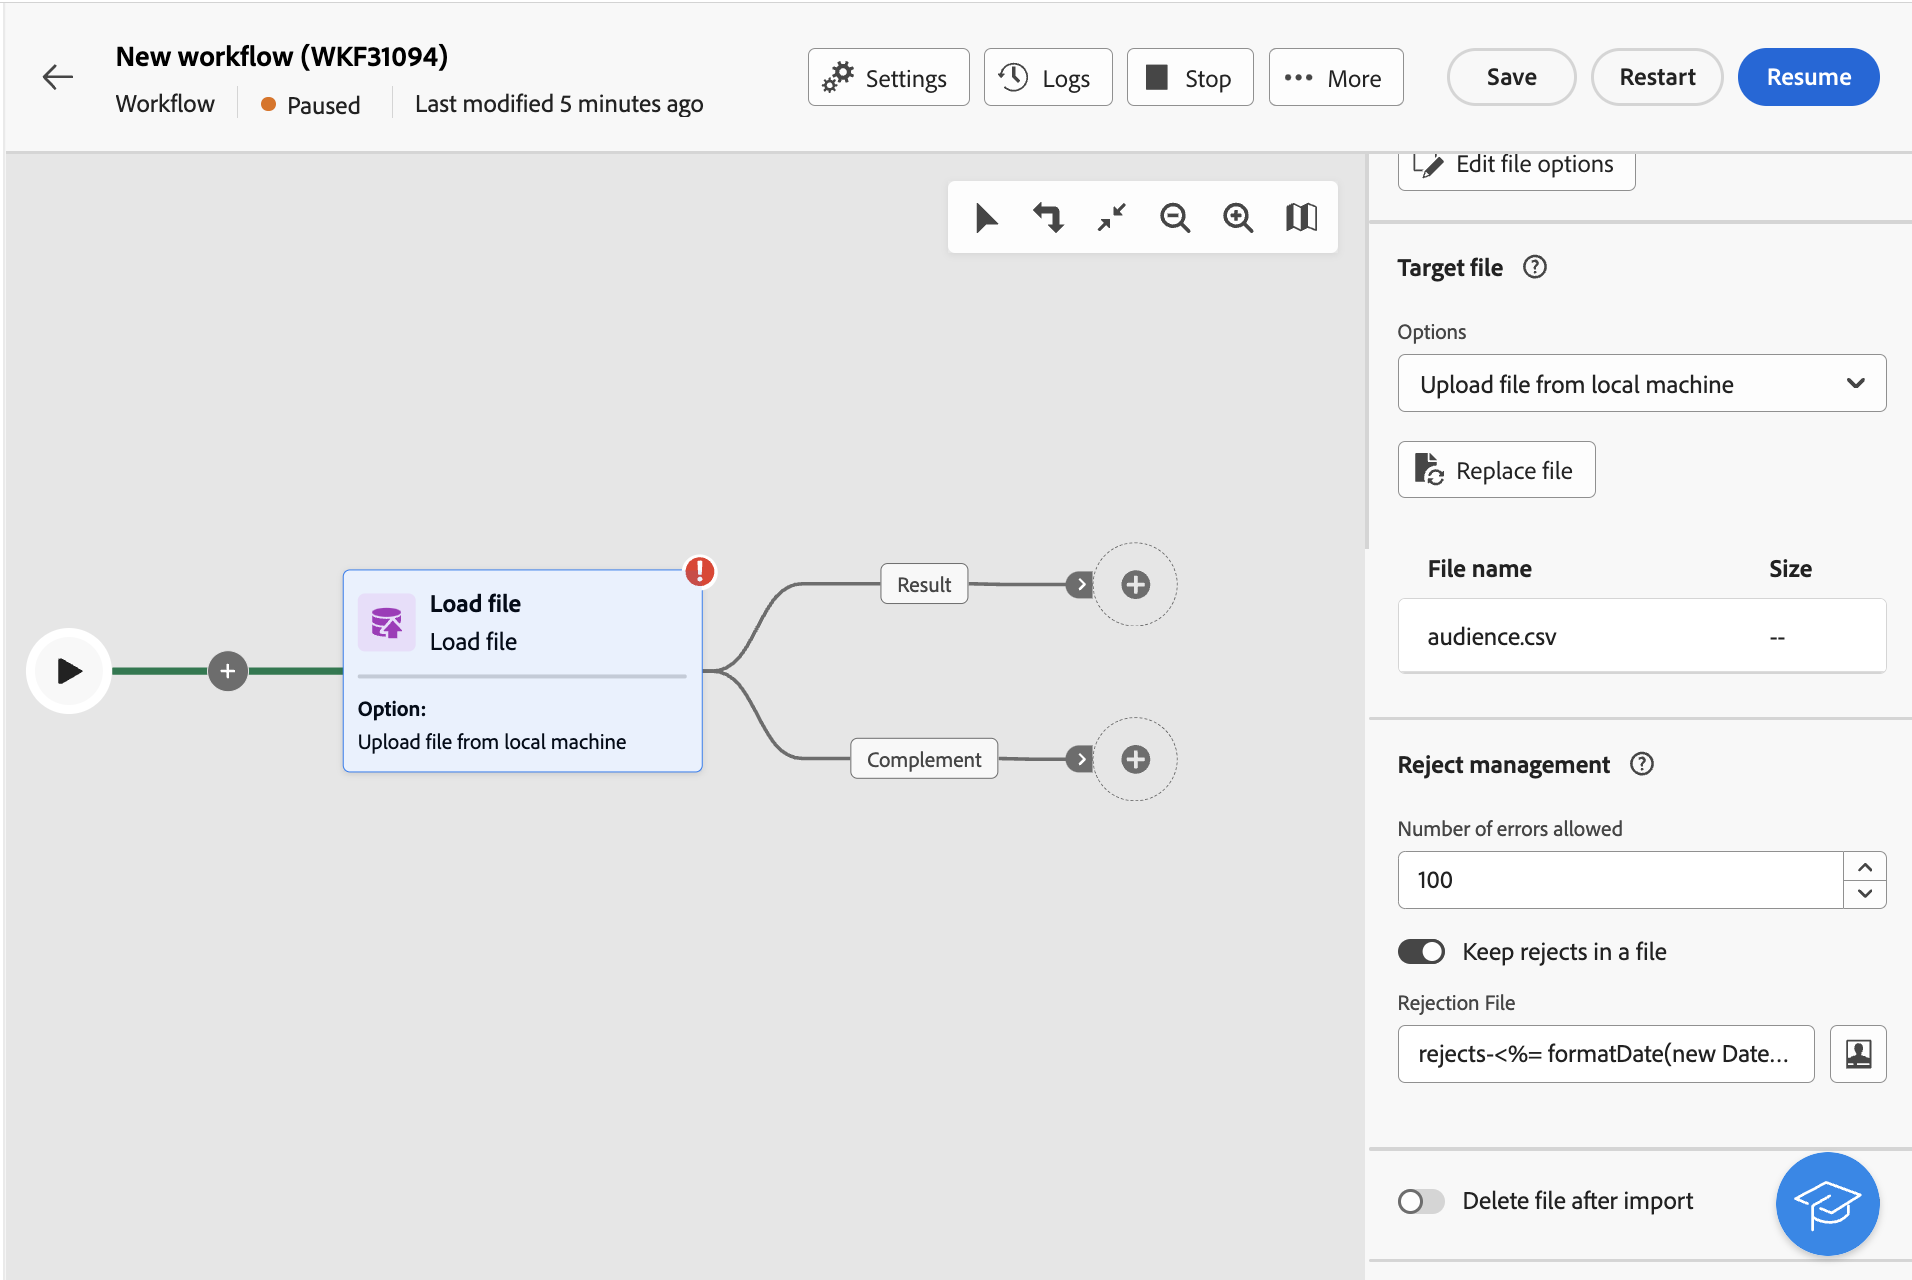 New workflow (WKF31094)
Workflow
Paused
Last modified 5 minutes ago
Settings
Logs
Stop
More
Save
Restart
Resume
Edit file options
Target file
Options
Upload file from local machine
Replace file
File name
Size
audience.csv
--
Reject management
Number of errors allowed
100
Keep rejects in a file
Rejection File
rejects-<%= formatDate(new Date...
Delete file after import
Load file
Load file
Option:
Upload file from local machine
Result
Complement